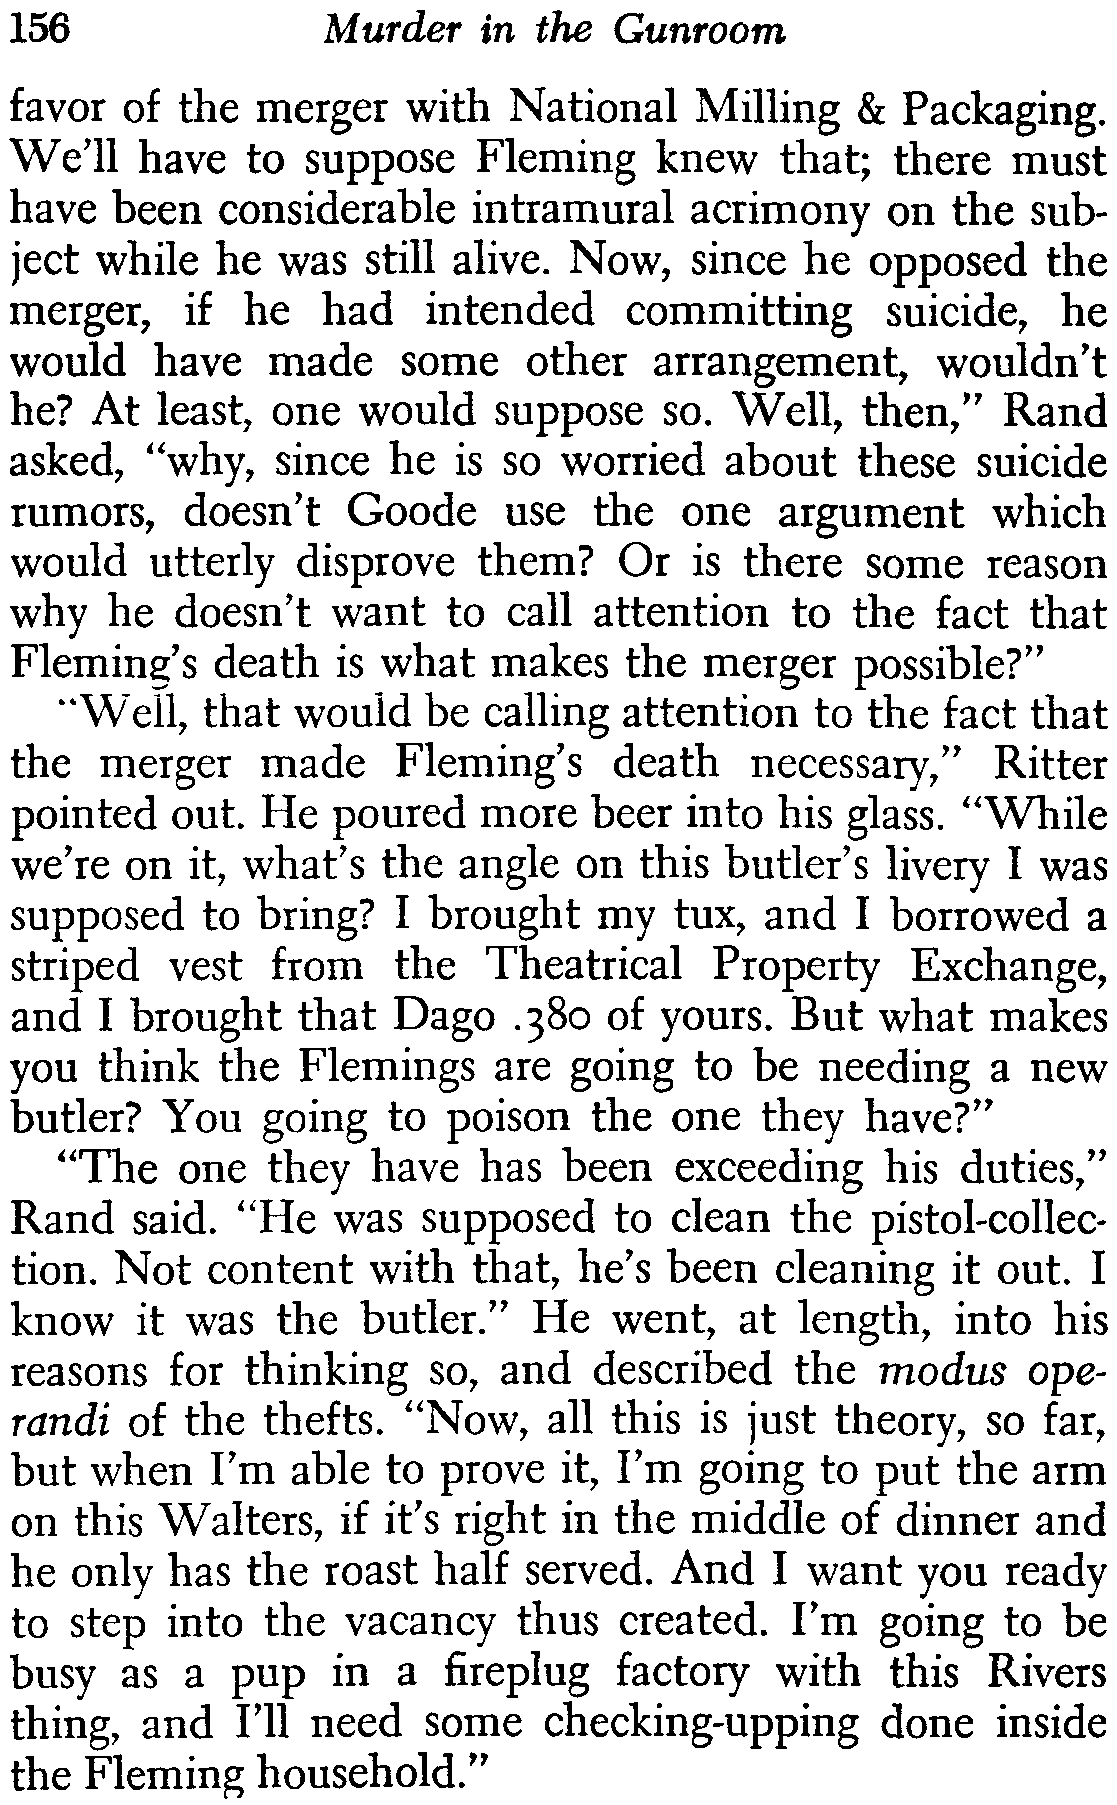 156 Murder in the Gunroom
favor of the merger with National Milling & Packaging.
We'll have to suppose Fleming knew that; there must
have been considerable intramural acrimony on the sub-
ject while he was still alive. Now, since he opposed the
merger, if he had intended committing suicide, he
would have made some other arrangement, wouldn't
he? At least, one would suppose so. Well, then,” Rand
asked, “why, since he is so worried about these suicide
rumors, doesn't Goode use the one argument which
would utterly disprove them? Or is there some reason
why he doesn't want to call attention to the fact that
Fleming's death is what makes the merger possible?”
“Well, that would be calling attention to the fact that
the merger made Fleming's death necessary,” Ritter
pointed out. He poured more beer into his glass. “While
we're on it, what's the angle on this butler's livery I was
supposed to bring? I brought my tux, and I borrowed a
striped vest from the Theatrical Property Exchange,
and I brought that Dago .380 of yours. But what makes
you think the Flemings are going to be needing a new
butler? You going to poison the one they have?”
“The one they have has been exceeding his duties,”
Rand said. “He was supposed to clean the pistol-collec-
tion. Not content with that, he's been cleaning it out. I
know it was the butler.” He went, at length, into his
reasons for thinking so, and described the modus ope-
randi of the thefts. “Now, all this is just theory, so far,
but when I'm able to prove it, I'm going to put the arm
on this Walters, if it's right in the middle of dinner and
he only has the roast half served. And I want you ready
to step into the vacancy thus created. I'm going to be
busy as a pup in a fireplug factory with this Rivers
thing, and I'll need some checking-upping done inside
the Fleming household.”